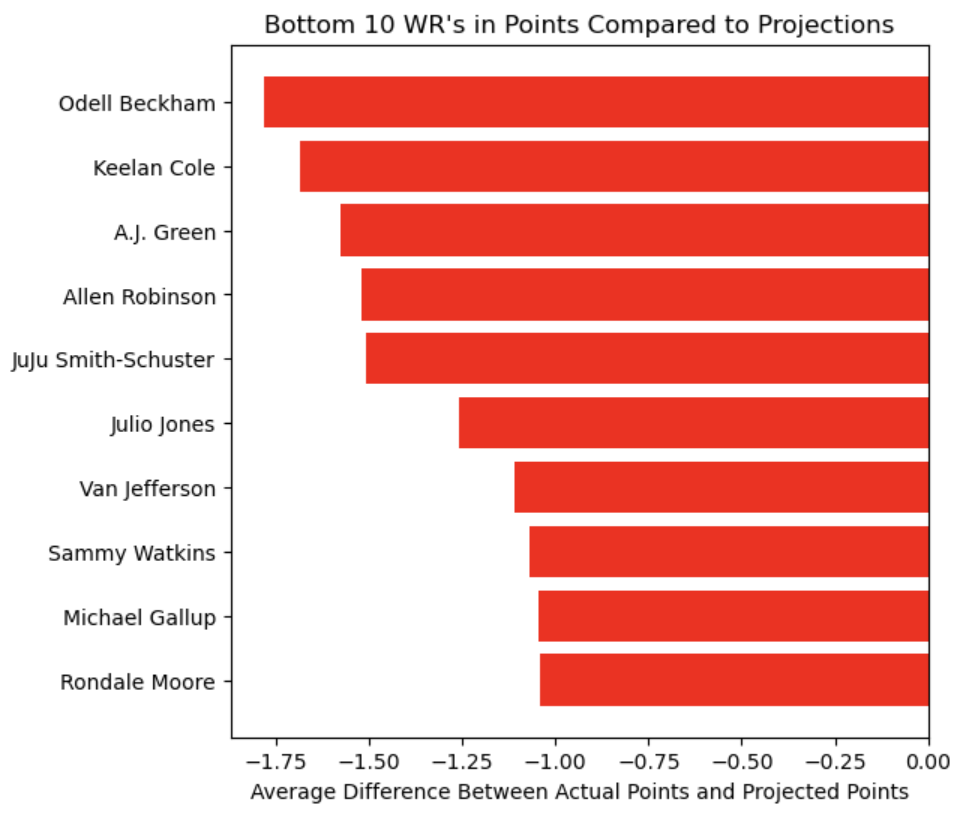 Bottom 10 WR's in Points Compared to Projections
Odell Beckham
Keelan Cole
A.J. Green
Allen Robinson
JuJu Smith-Schuster
Julio Jones
Van Jefferson
Sammy Watkins
Michael Gallup
Rondale Moore
−1.75 −1.50 −1.25 −1.00 −0.75 −0.50 −0.25 0.00
Average Difference Between Actual Points and Projected Points